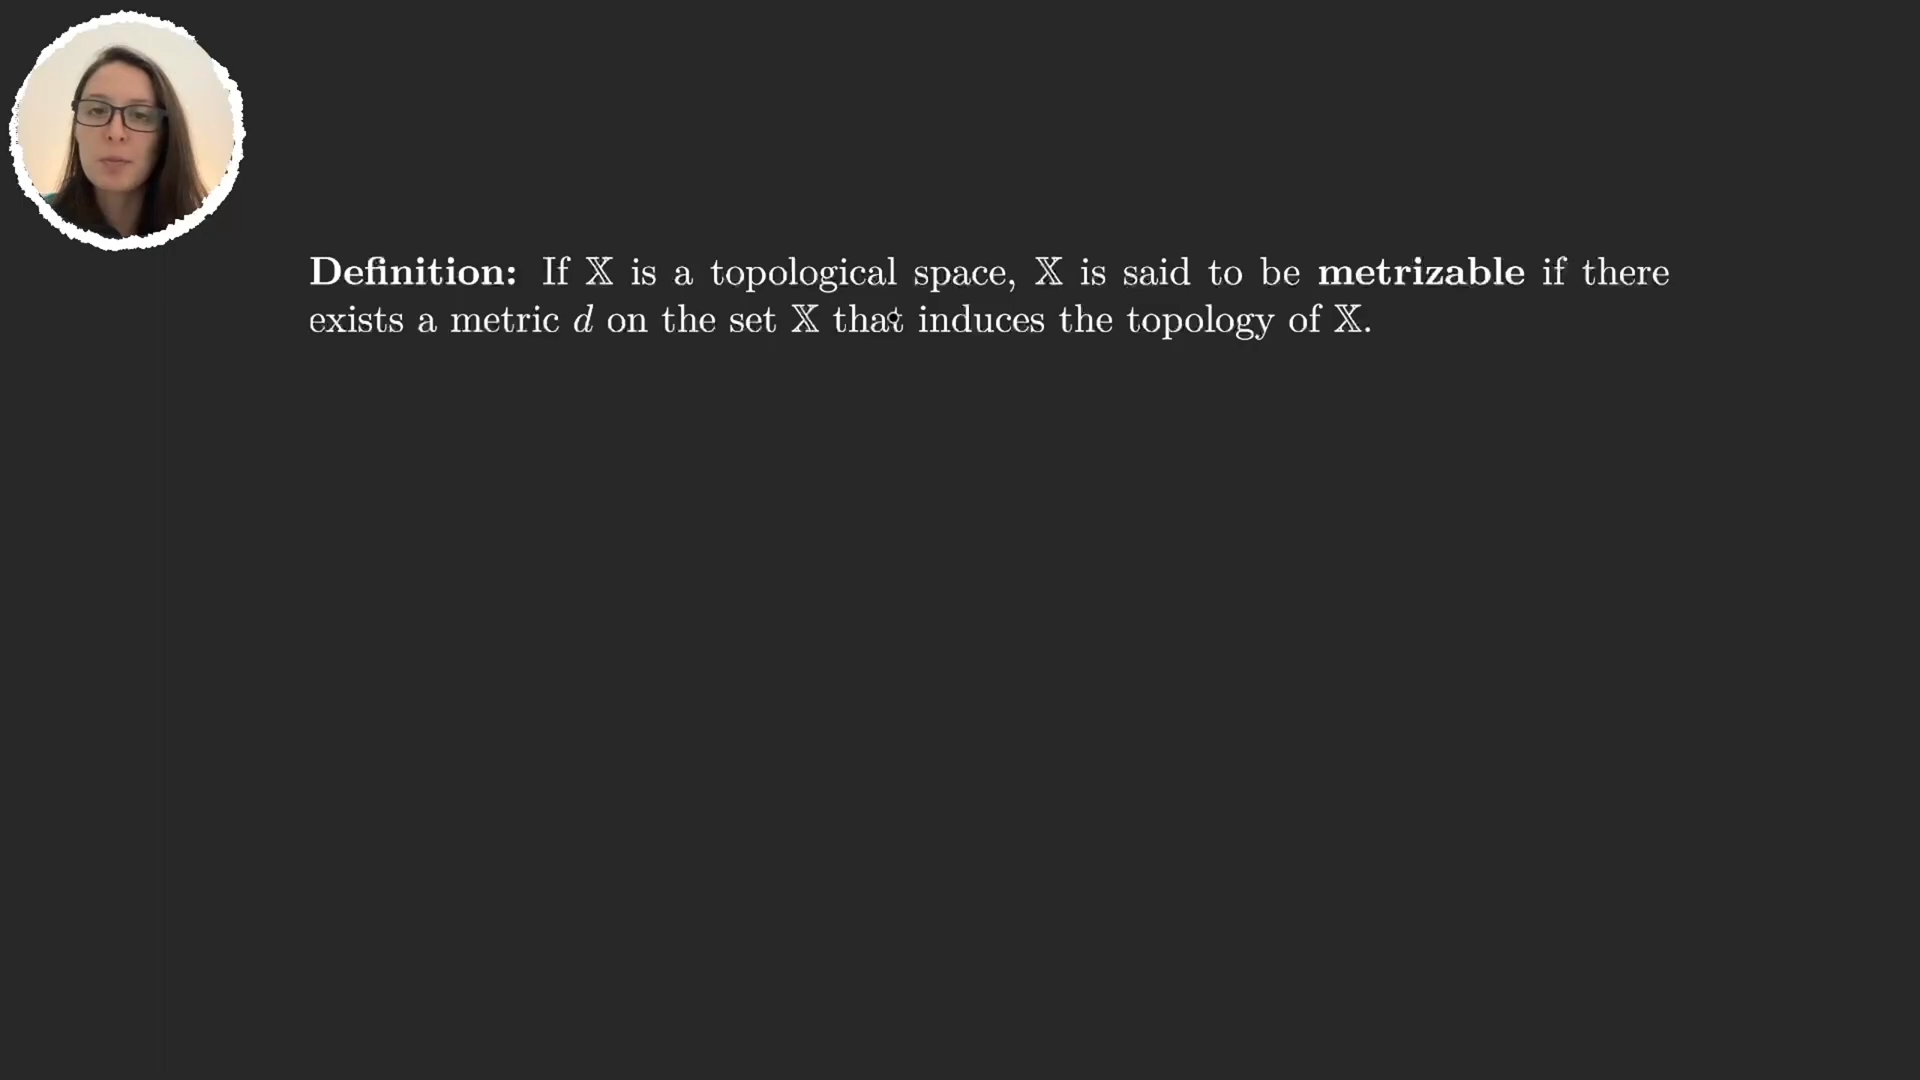 Definition: If 𝕏 is a topological space, 𝕏 is said to be metrizable if there
exists a metric d on the set 𝕏 that induces the topology of 𝕏.